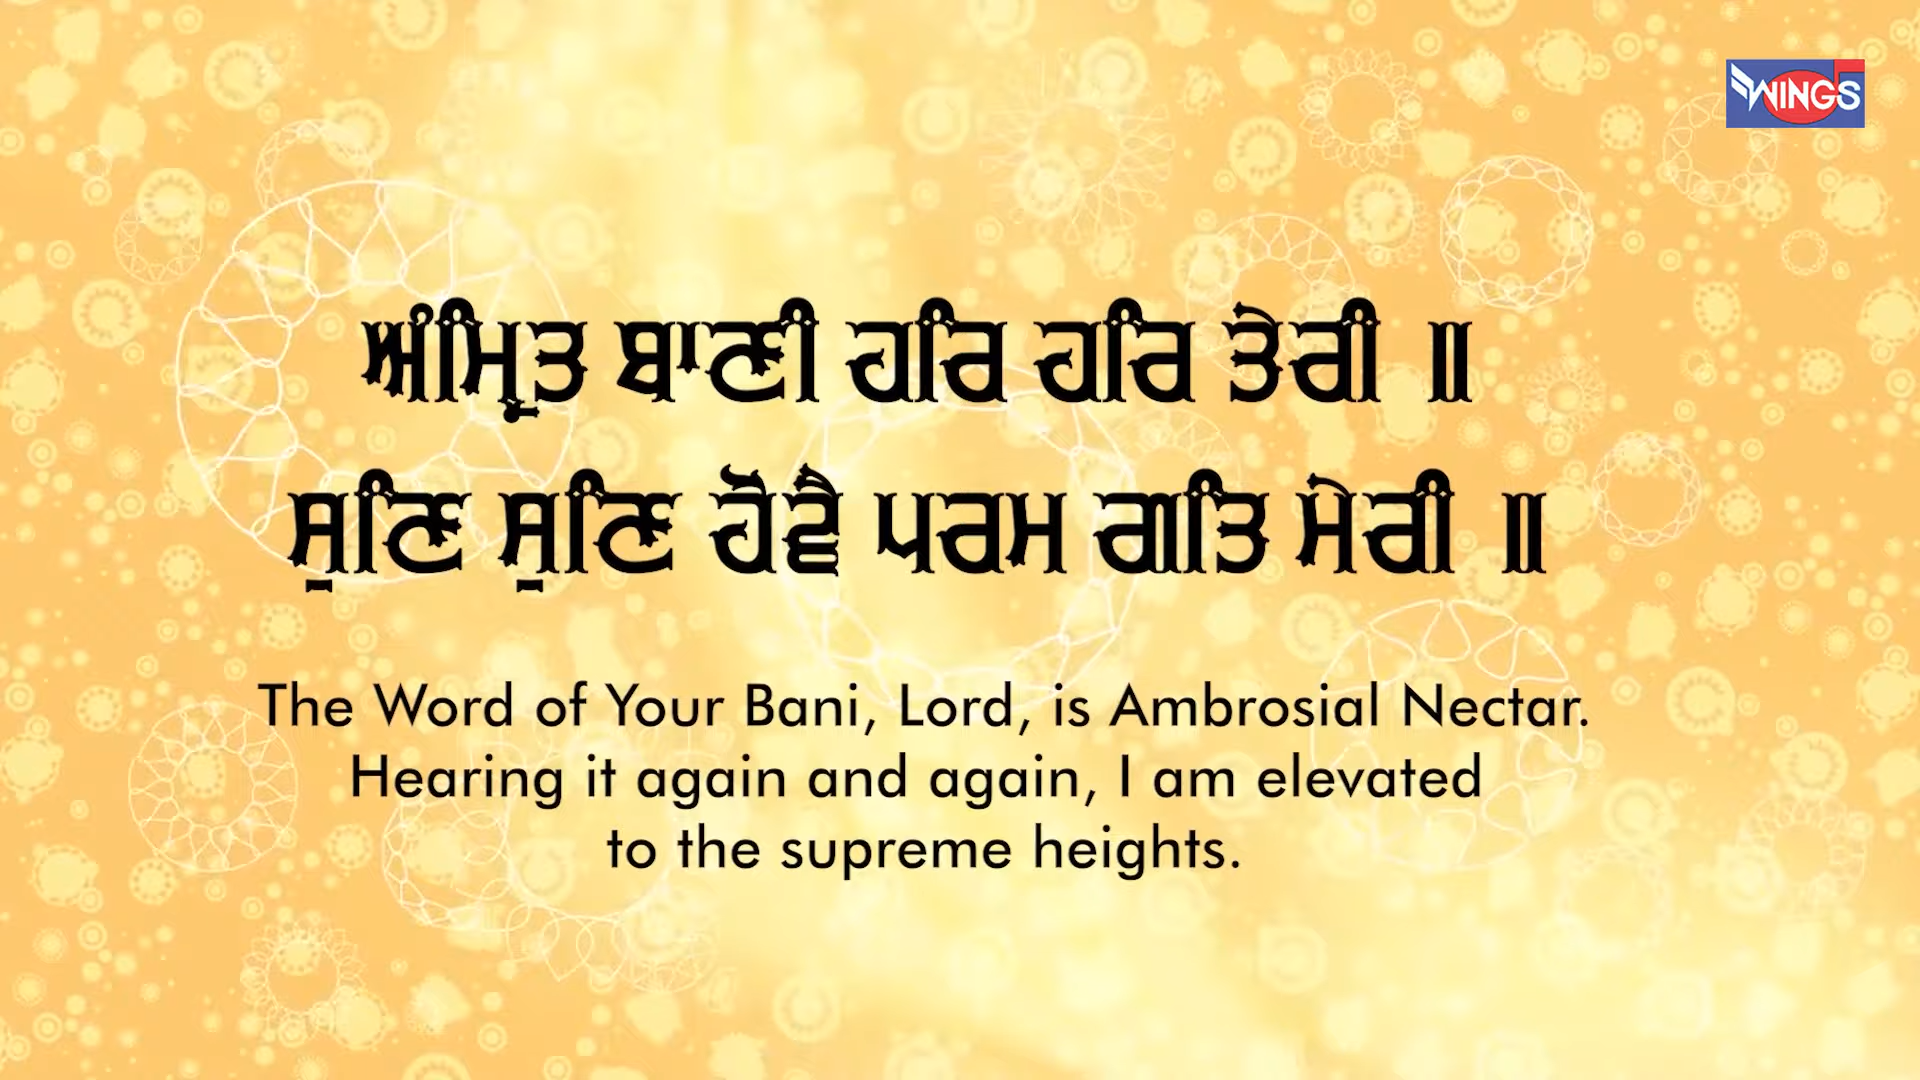 WINGS
ਅੰਮ੍ਰਿਤ ਬਾਣੀ ਹਰਿ ਹਰਿ ਤੇਰੀ ॥
ਸੁਣਿ ਸੁਣਿ ਹੋਵੈ ਪਰਮ ਗਤਿ ਮੇਰੀ ॥
The Word of Your Bani, Lord, is Ambrosial Nectar.
Hearing it again and again, I am elevated
to the supreme heights.